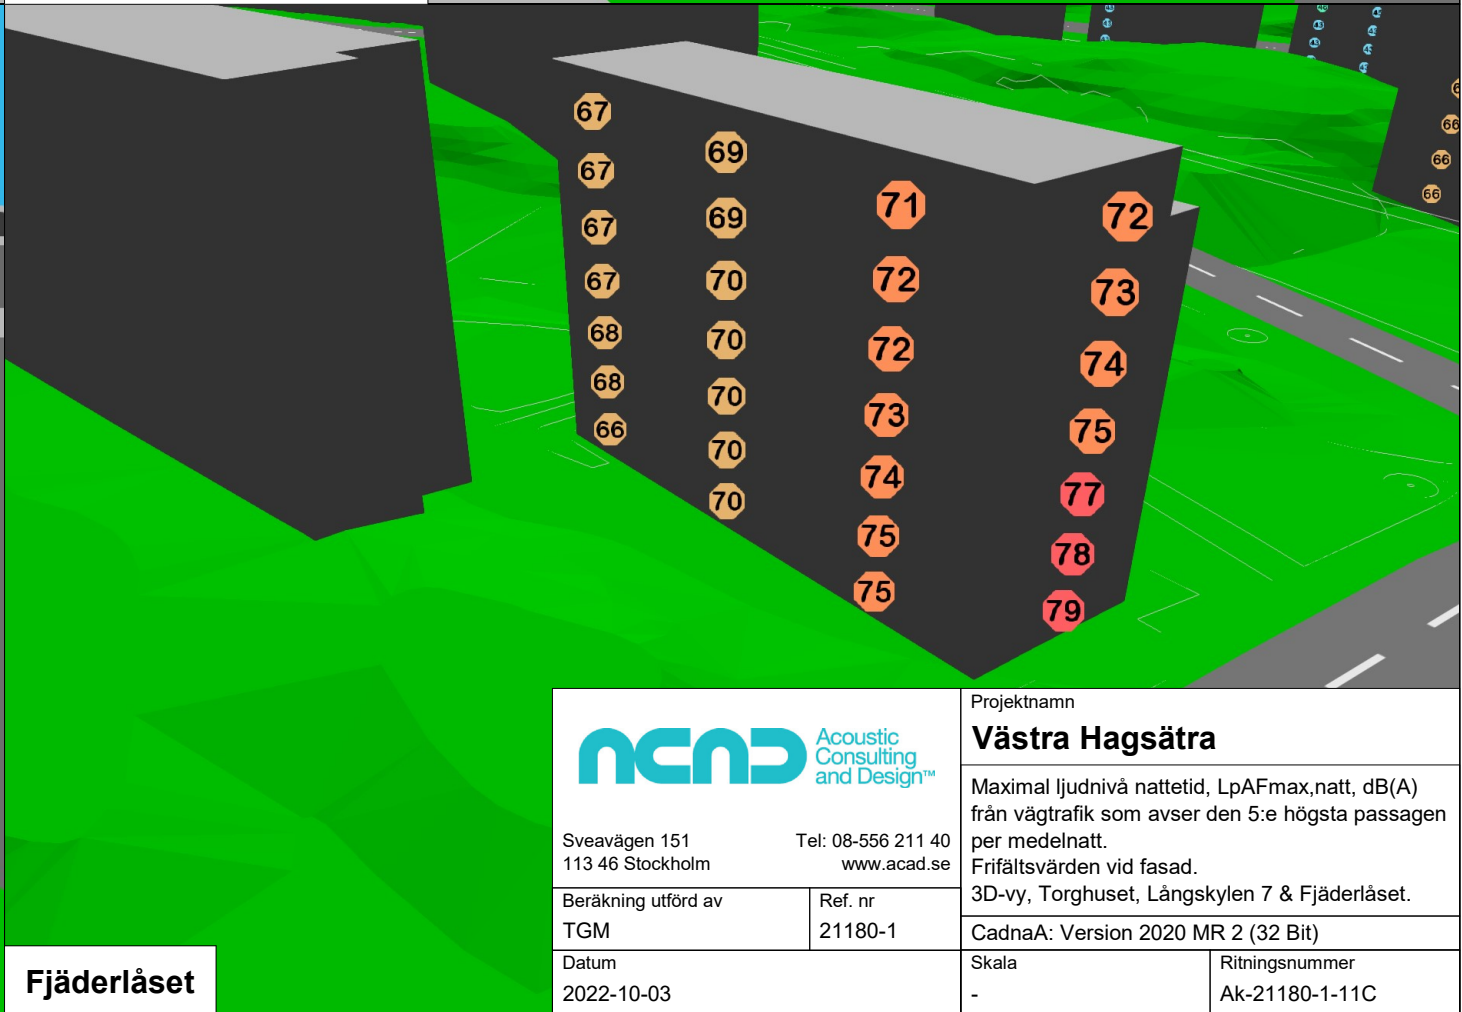 67
69
71
72
67
69
72
73
67
70
72
74
67
70
73
75
68
70
74
77
68
70
75
78
66
70
75
79
66
66
66
ACAD
Acoustic
Consulting
and Design™
Sveavägen 151
113 46 Stockholm
Tel: 08-556 211 40
www.acad.se
Beräkning utförd av
TGM
Ref. nr
21180-1
Datum
2022-10-03
Projektnamn
Västra Hagsätra
Maximal ljudnivå nattetid, LpAFmax,natt, dB(A)
från vägtrafik som avser den 5:e högsta passagen
per medelnatt.
Frifältsvärden vid fasad.
3D-vy, Torghuset, Långskylen 7 & Fjäderlåset.
CadnaA: Version 2020 MR 2 (32 Bit)
Skala
-
Ritningsnummer
Ak-21180-1-11C
Fjäderlåset